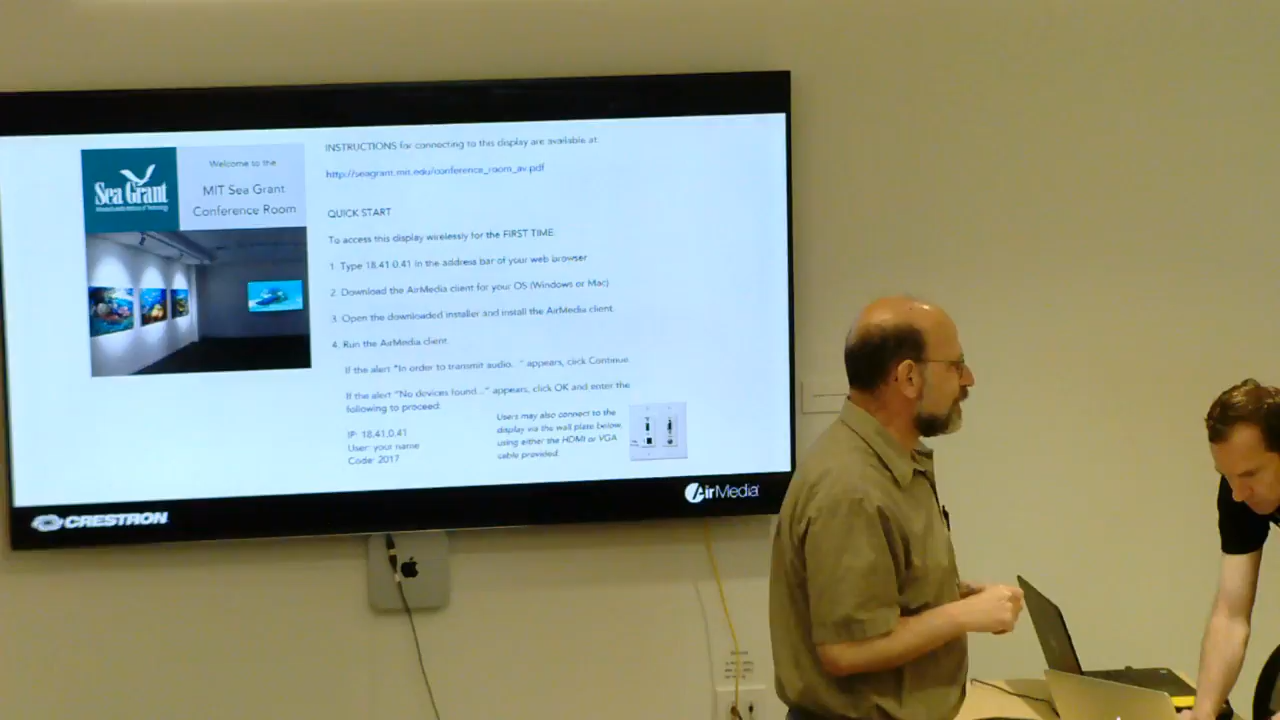 Sea Grant
Welcome to the
MIT Sea Grant
Conference Room
INSTRUCTIONS for connecting to this display are available at:
http://seagrant.mit.edu/conference_room_av.pdf
QUICK START
To access this display wirelessly for the FIRST TIME:
1. Type 18.41.0.41 in the address bar of your web browser
2. Download the AirMedia client for your OS (Windows or Mac)
3. Open the downloaded installer and install the AirMedia client.
4. Run the AirMedia client.
If the alert "In order to transmit audio..." appears, click Continue.
If the alert "No devices found..." appears, click OK and enter the
following to proceed:
IP: 18.41.0.41
User: your name
Code: 2017
Users may also connect to the
display via the wall plate below,
using either the HDMI or VGA
cable provided.
CRESTRON
AirMedia